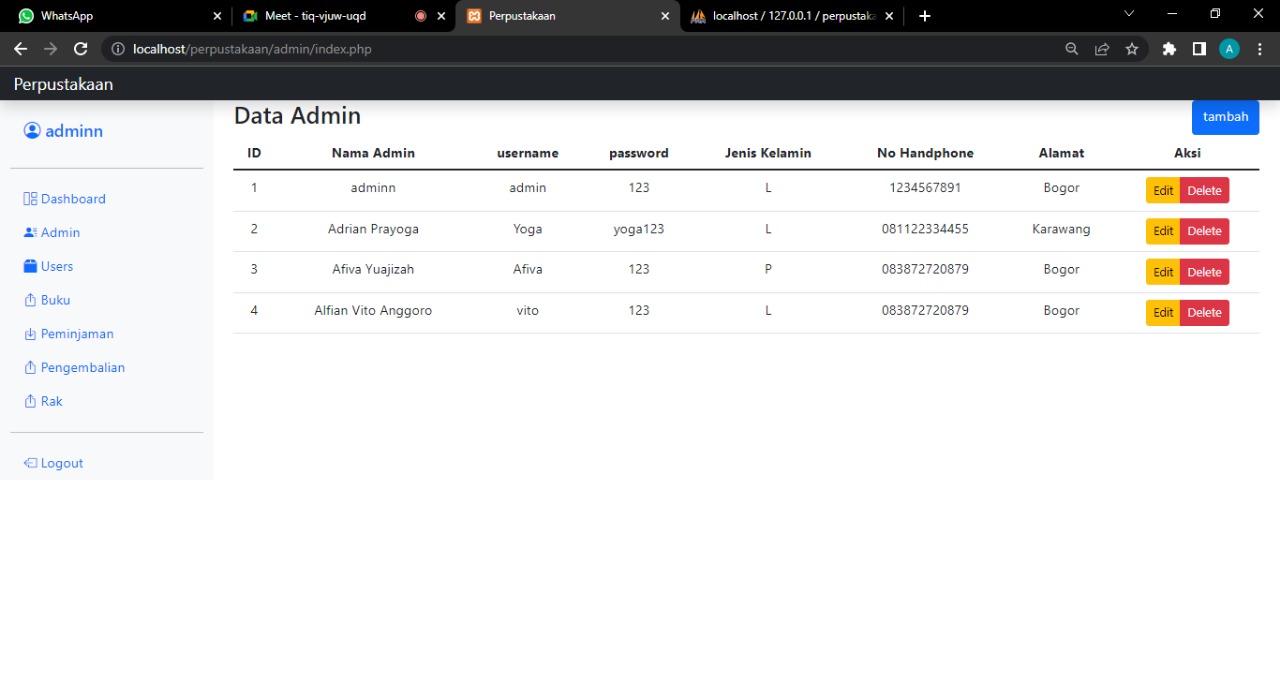 WhatsApp
Meet - tiq-vjuw-uqd
Perpustakaan
localhost / 127.0.0.1 / perpustaka
localhost/perpustakaan/admin/index.php
A
Perpustakaan
adminn
Dashboard
Admin
Users
Buku
Peminjaman
Pengembalian
Rak
Logout
Data Admin
tambah
ID Nama Admin username password Jenis Kelamin No Handphone Alamat Aksi
1 adminn admin 123 L 1234567891 Bogor Edit Delete
2 Adrian Prayoga Yoga yoga123 L 081122334455 Karawang Edit Delete
3 Afiva Yuajizah Afiva 123 P 083872720879 Bogor Edit Delete
4 Alfian Vito Anggoro vito 123 L 083872720879 Bogor Edit Delete